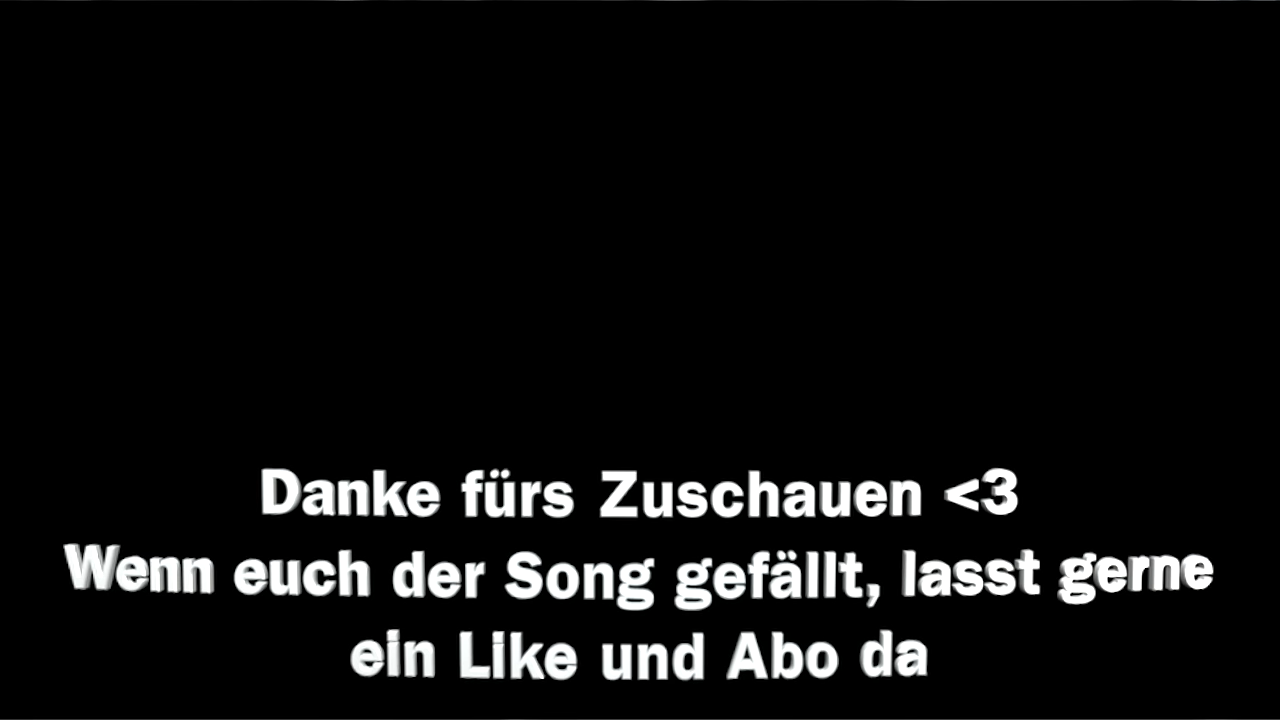 Danke fürs Zuschauen <3
Wenn euch der Song gefällt, lasst gerne
ein Like und Abo da